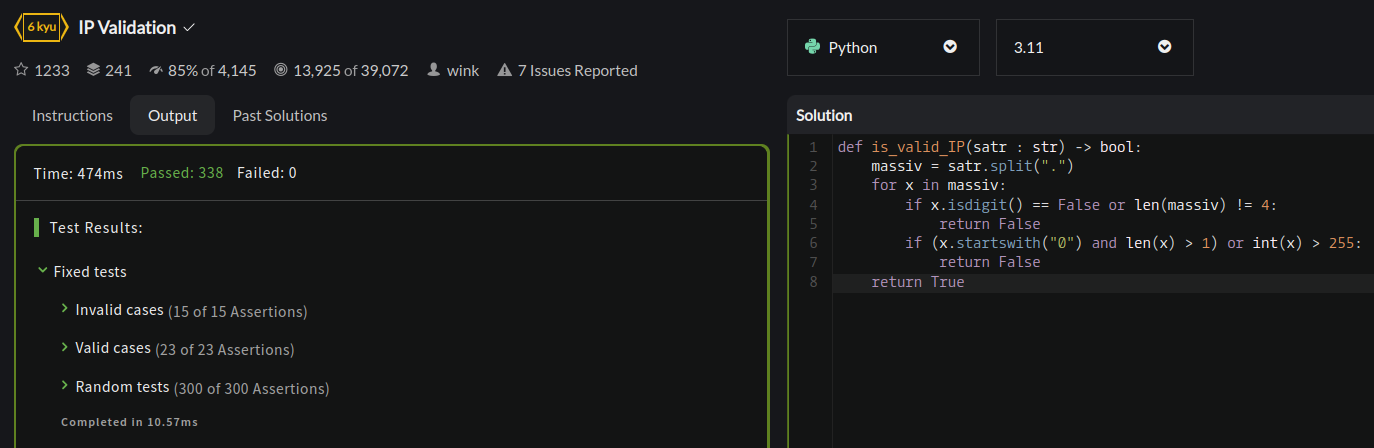 6 kyu IP Validation
1233 241 85% of 4,145 13,925 of 39,072 wink 7 Issues Reported
Python 3.11
Instructions Output Past Solutions
Time: 474ms Passed: 338 Failed: 0
Test Results:
Fixed tests
Invalid cases (15 of 15 Assertions)
Valid cases (23 of 23 Assertions)
Random tests (300 of 300 Assertions)
Completed in 10.57ms
Solution
1 def is_valid_IP(satr : str) -> bool:
2     massiv = satr.split(".")
3     for x in massiv:
4         if x.isdigit() == False or len(massiv) != 4:
5             return False
6         if (x.startswith("0") and len(x) > 1) or int(x) > 255:
7             return False
8     return True